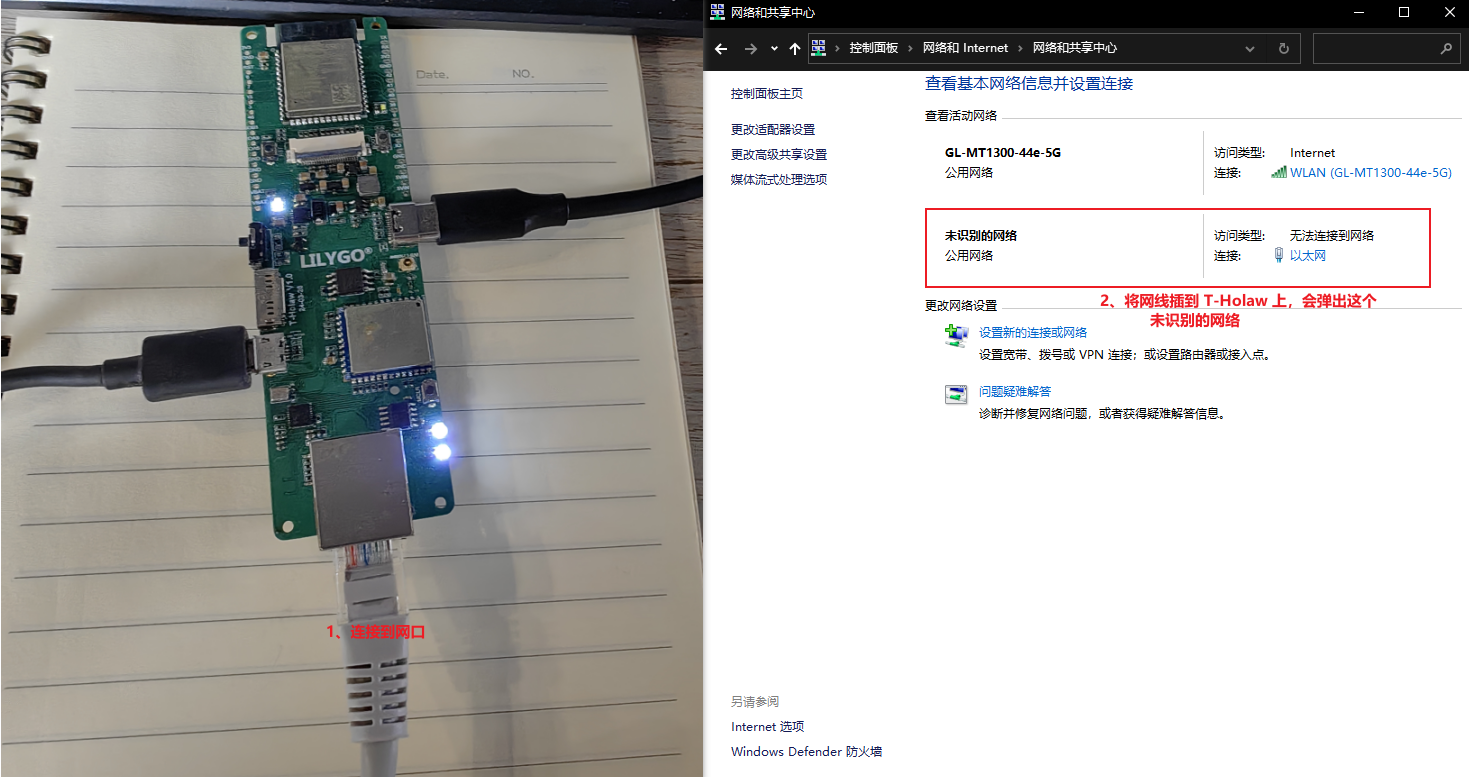 Date.
NO.
LILYGO®
T-Holaw V1.0
1、连接到网口
网络和共享中心
控制面板
网络和 Internet
网络和共享中心
控制面板主页
更改适配器设置
更改高级共享设置
媒体流式处理选项
查看基本网络信息并设置连接
查看活动网络
GL-MT1300-44e-5G
公用网络
访问类型:
Internet
连接:
WLAN (GL-MT1300-44e-5G)
未识别的网络
公用网络
访问类型:
无法连接到网络
连接:
以太网
2、将网线插到 T-Holaw 上，会弹出这个
未识别的网络
更改网络设置
设置新的连接或网络
设置宽带、拨号或 VPN 连接；或设置路由器或接入点。
问题疑难解答
诊断并修复网络问题，或者获得疑难解答信息。
另请参阅
Internet 选项
Windows Defender 防火墙